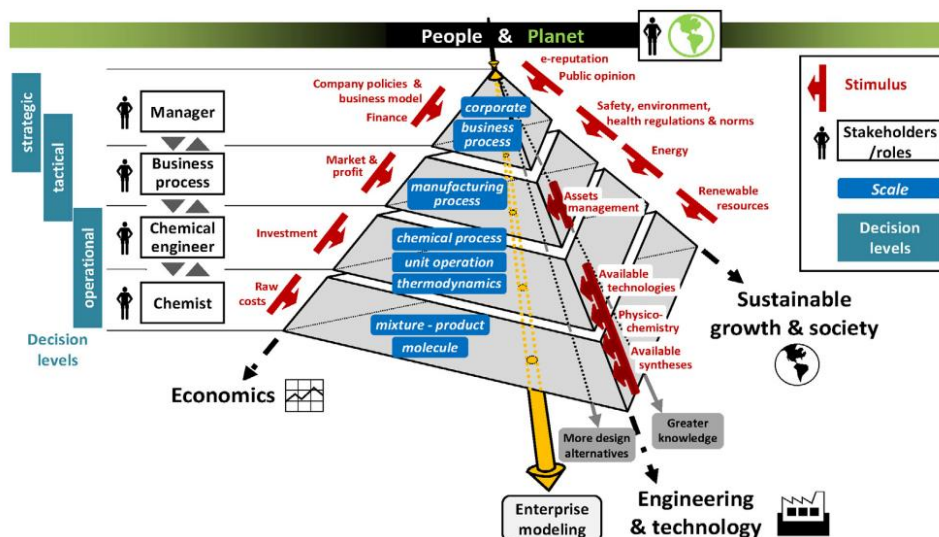 People & Planet
strategic
tactical
operational
Decision
levels
Manager
Business
process
Chemical
engineer
Chemist
Company policies &
business model
Finance
Market &
profit
Investment
Raw
costs
e-reputation
Public opinion
Safety, environment,
health regulations & norms
Energy
Renewable
resources
corporate
business
process
manufacturing
process
chemical process
unit operation
thermodynamics
mixture - product
molecule
Assets
management
Available
technologies
Physico-
chemistry
Available
syntheses
Economics
Sustainable
growth & society
Greater
knowledge
More design
alternatives
Enterprise
modeling
Engineering
& technology
Stimulus
Stakeholders
/roles
Scale
Decision
levels